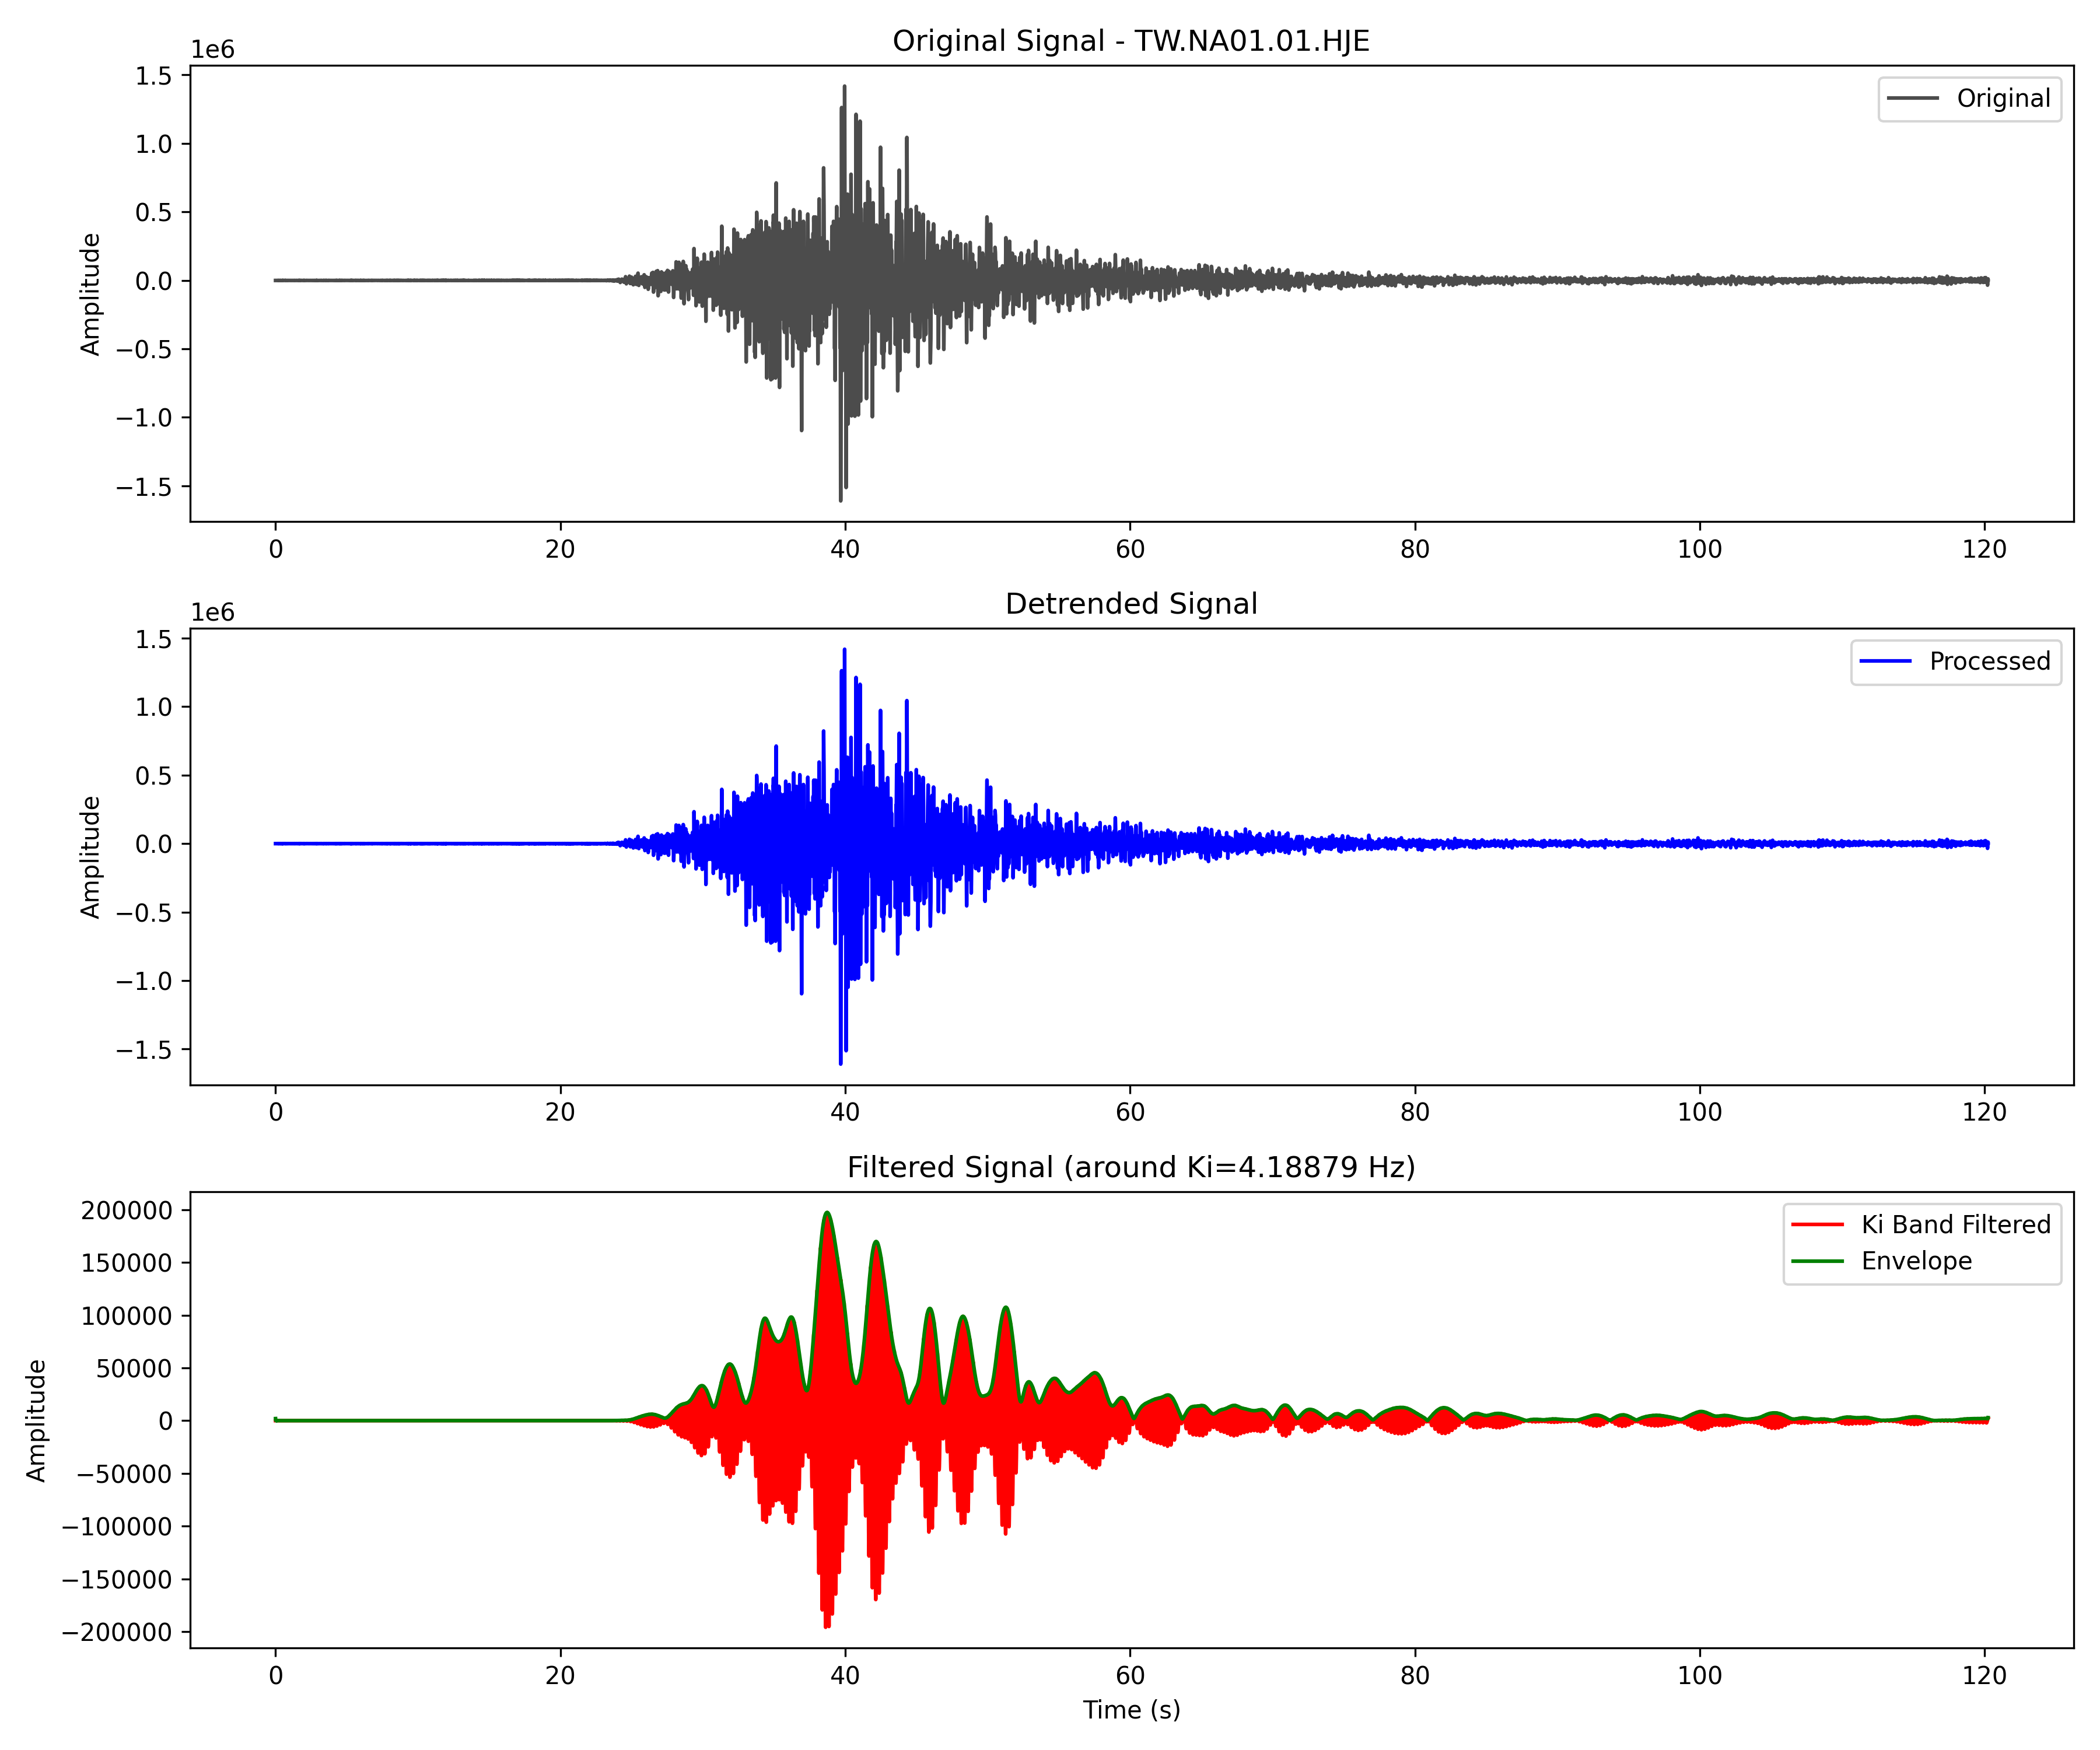 Original Signal - TW.NA01.01.HJE
1e6
Original
1.5
1.0
0.5
0.0
−0.5
−1.0
−1.5
Amplitude
0 20 40 60 80 100 120
Detrended Signal
1e6
Processed
1.5
1.0
0.5
0.0
−0.5
−1.0
−1.5
Amplitude
0 20 40 60 80 100 120
Filtered Signal (around Ki=4.18879 Hz)
Ki Band Filtered
Envelope
200000
150000
100000
50000
0
−50000
−100000
−150000
−200000
Amplitude
0 20 40 60 80 100 120
Time (s)